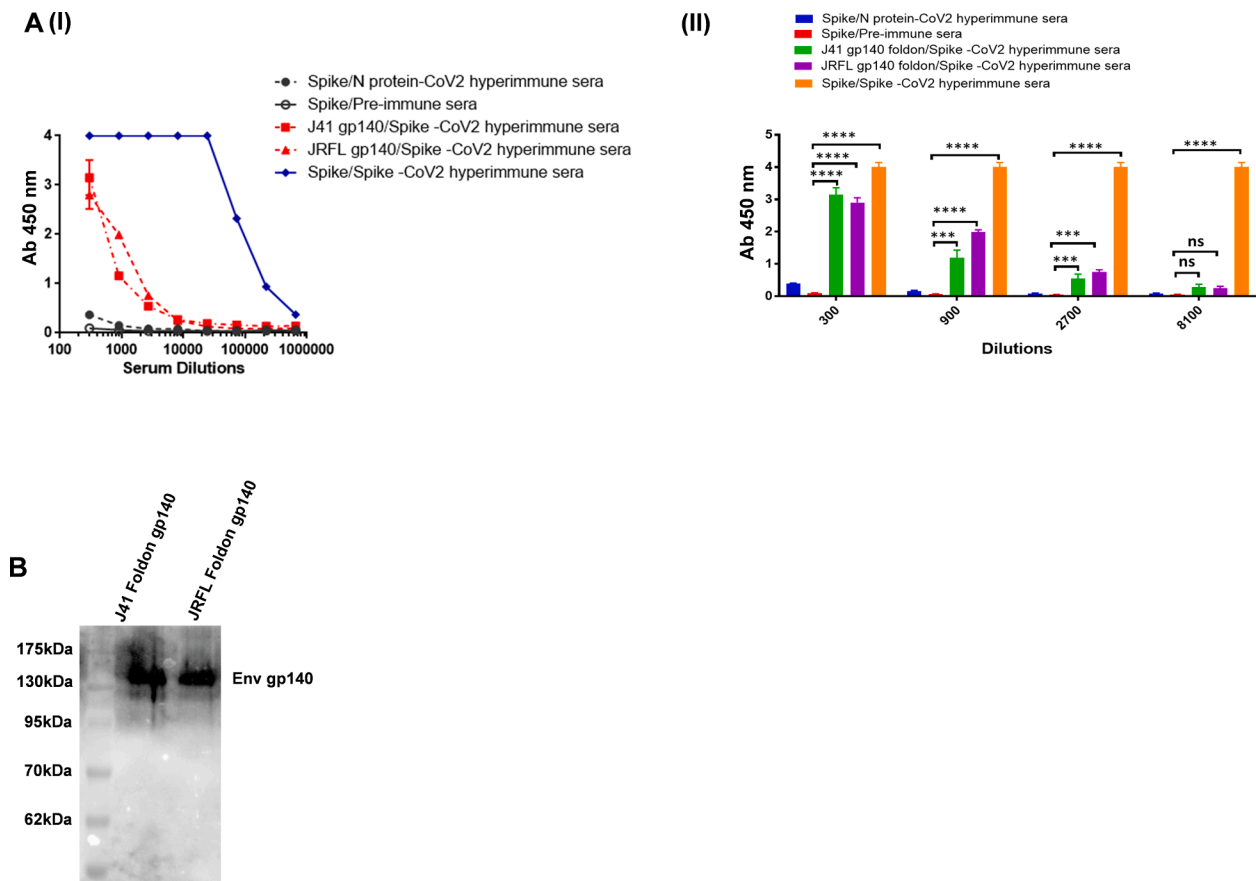 A (I)
Spike/N protein-CoV2 hyperimmune sera
Spike/Pre-immune sera
J41 gp140/Spike -CoV2 hyperimmune sera
JRFL gp140/Spike -CoV2 hyperimmune sera
Spike/Spike -CoV2 hyperimmune sera
Ab 450 nm
4
3
2
1
0
100 1000 10000 100000 1000000
Serum Dilutions
(II)
Spike/N protein-CoV2 hyperimmune sera
Spike/Pre-immune sera
J41 gp140 foldon/Spike -CoV2 hyperimmune sera
JRFL gp140 foldon/Spike -CoV2 hyperimmune sera
Spike/Spike -CoV2 hyperimmune sera
Ab 450 nm
5
4
3
2
1
0
**** **** ****
**** **** ***
**** *** ***
**** ns ns
300 900 2700 8100
Dilutions
B
J41 Foldon gp140
JRFL Foldon gp140
175kDa
130kDa
95kDa
70kDa
62kDa
Env gp140